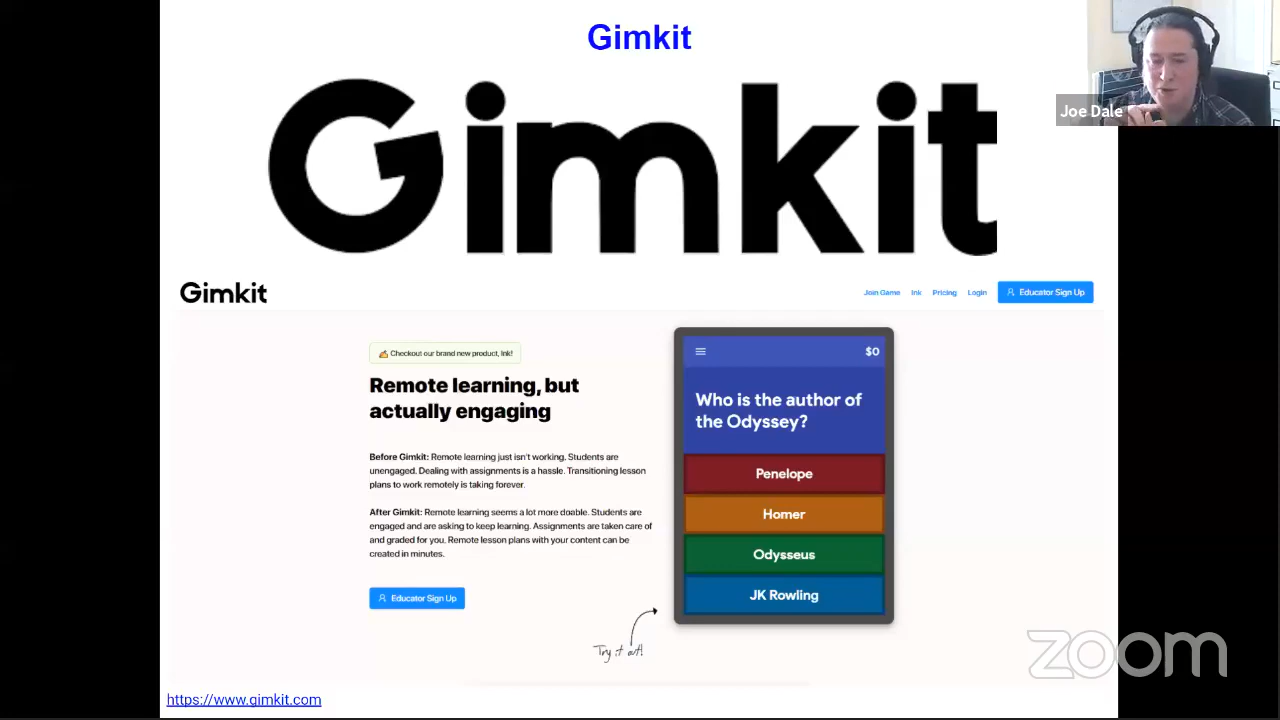 Gimkit
Gimkit
Joe Dale
Gimkit
Join Game Ink Pricing Login Educator Sign Up
Checkout our brand new product, Ink!
Remote learning, but
actually engaging
Before Gimkit: Remote learning just isn't working. Students are
unengaged. Dealing with assignments is a hassle. Transitioning lesson
plans to work remotely is taking forever.
After Gimkit: Remote learning seems a lot more doable. Students are
engaged and are asking to keep learning. Assignments are taken care of
and graded for you. Remote lesson plans with your content can be
created in minutes.
Educator Sign Up
$0
Who is the author of
the Odyssey?
Penelope
Homer
Odysseus
JK Rowling
Try it out!
zoom
https://www.gimkit.com